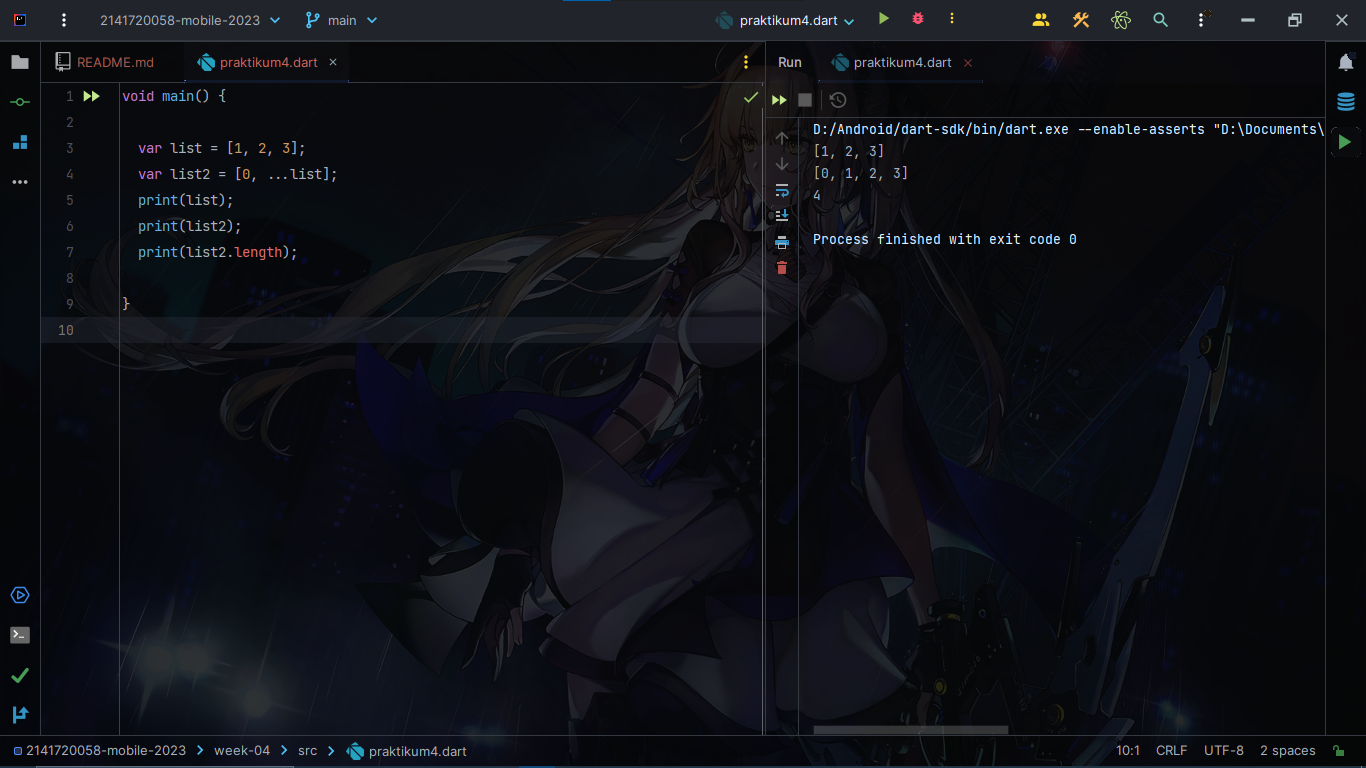 2141720058-mobile-2023 main praktikum4.dart
README.md praktikum4.dart
1 void main() {
2
3 var list = [1, 2, 3];
4 var list2 = [0, ...list];
5 print(list);
6 print(list2);
7 print(list2.length);
8
9 }
10
Run praktikum4.dart
D:/Android/dart-sdk/bin/dart.exe --enable-asserts "D:\Documents\
[1, 2, 3]
[0, 1, 2, 3]
4
Process finished with exit code 0
2141720058-mobile-2023 week-04 src praktikum4.dart
10:1 CRLF UTF-8 2 spaces